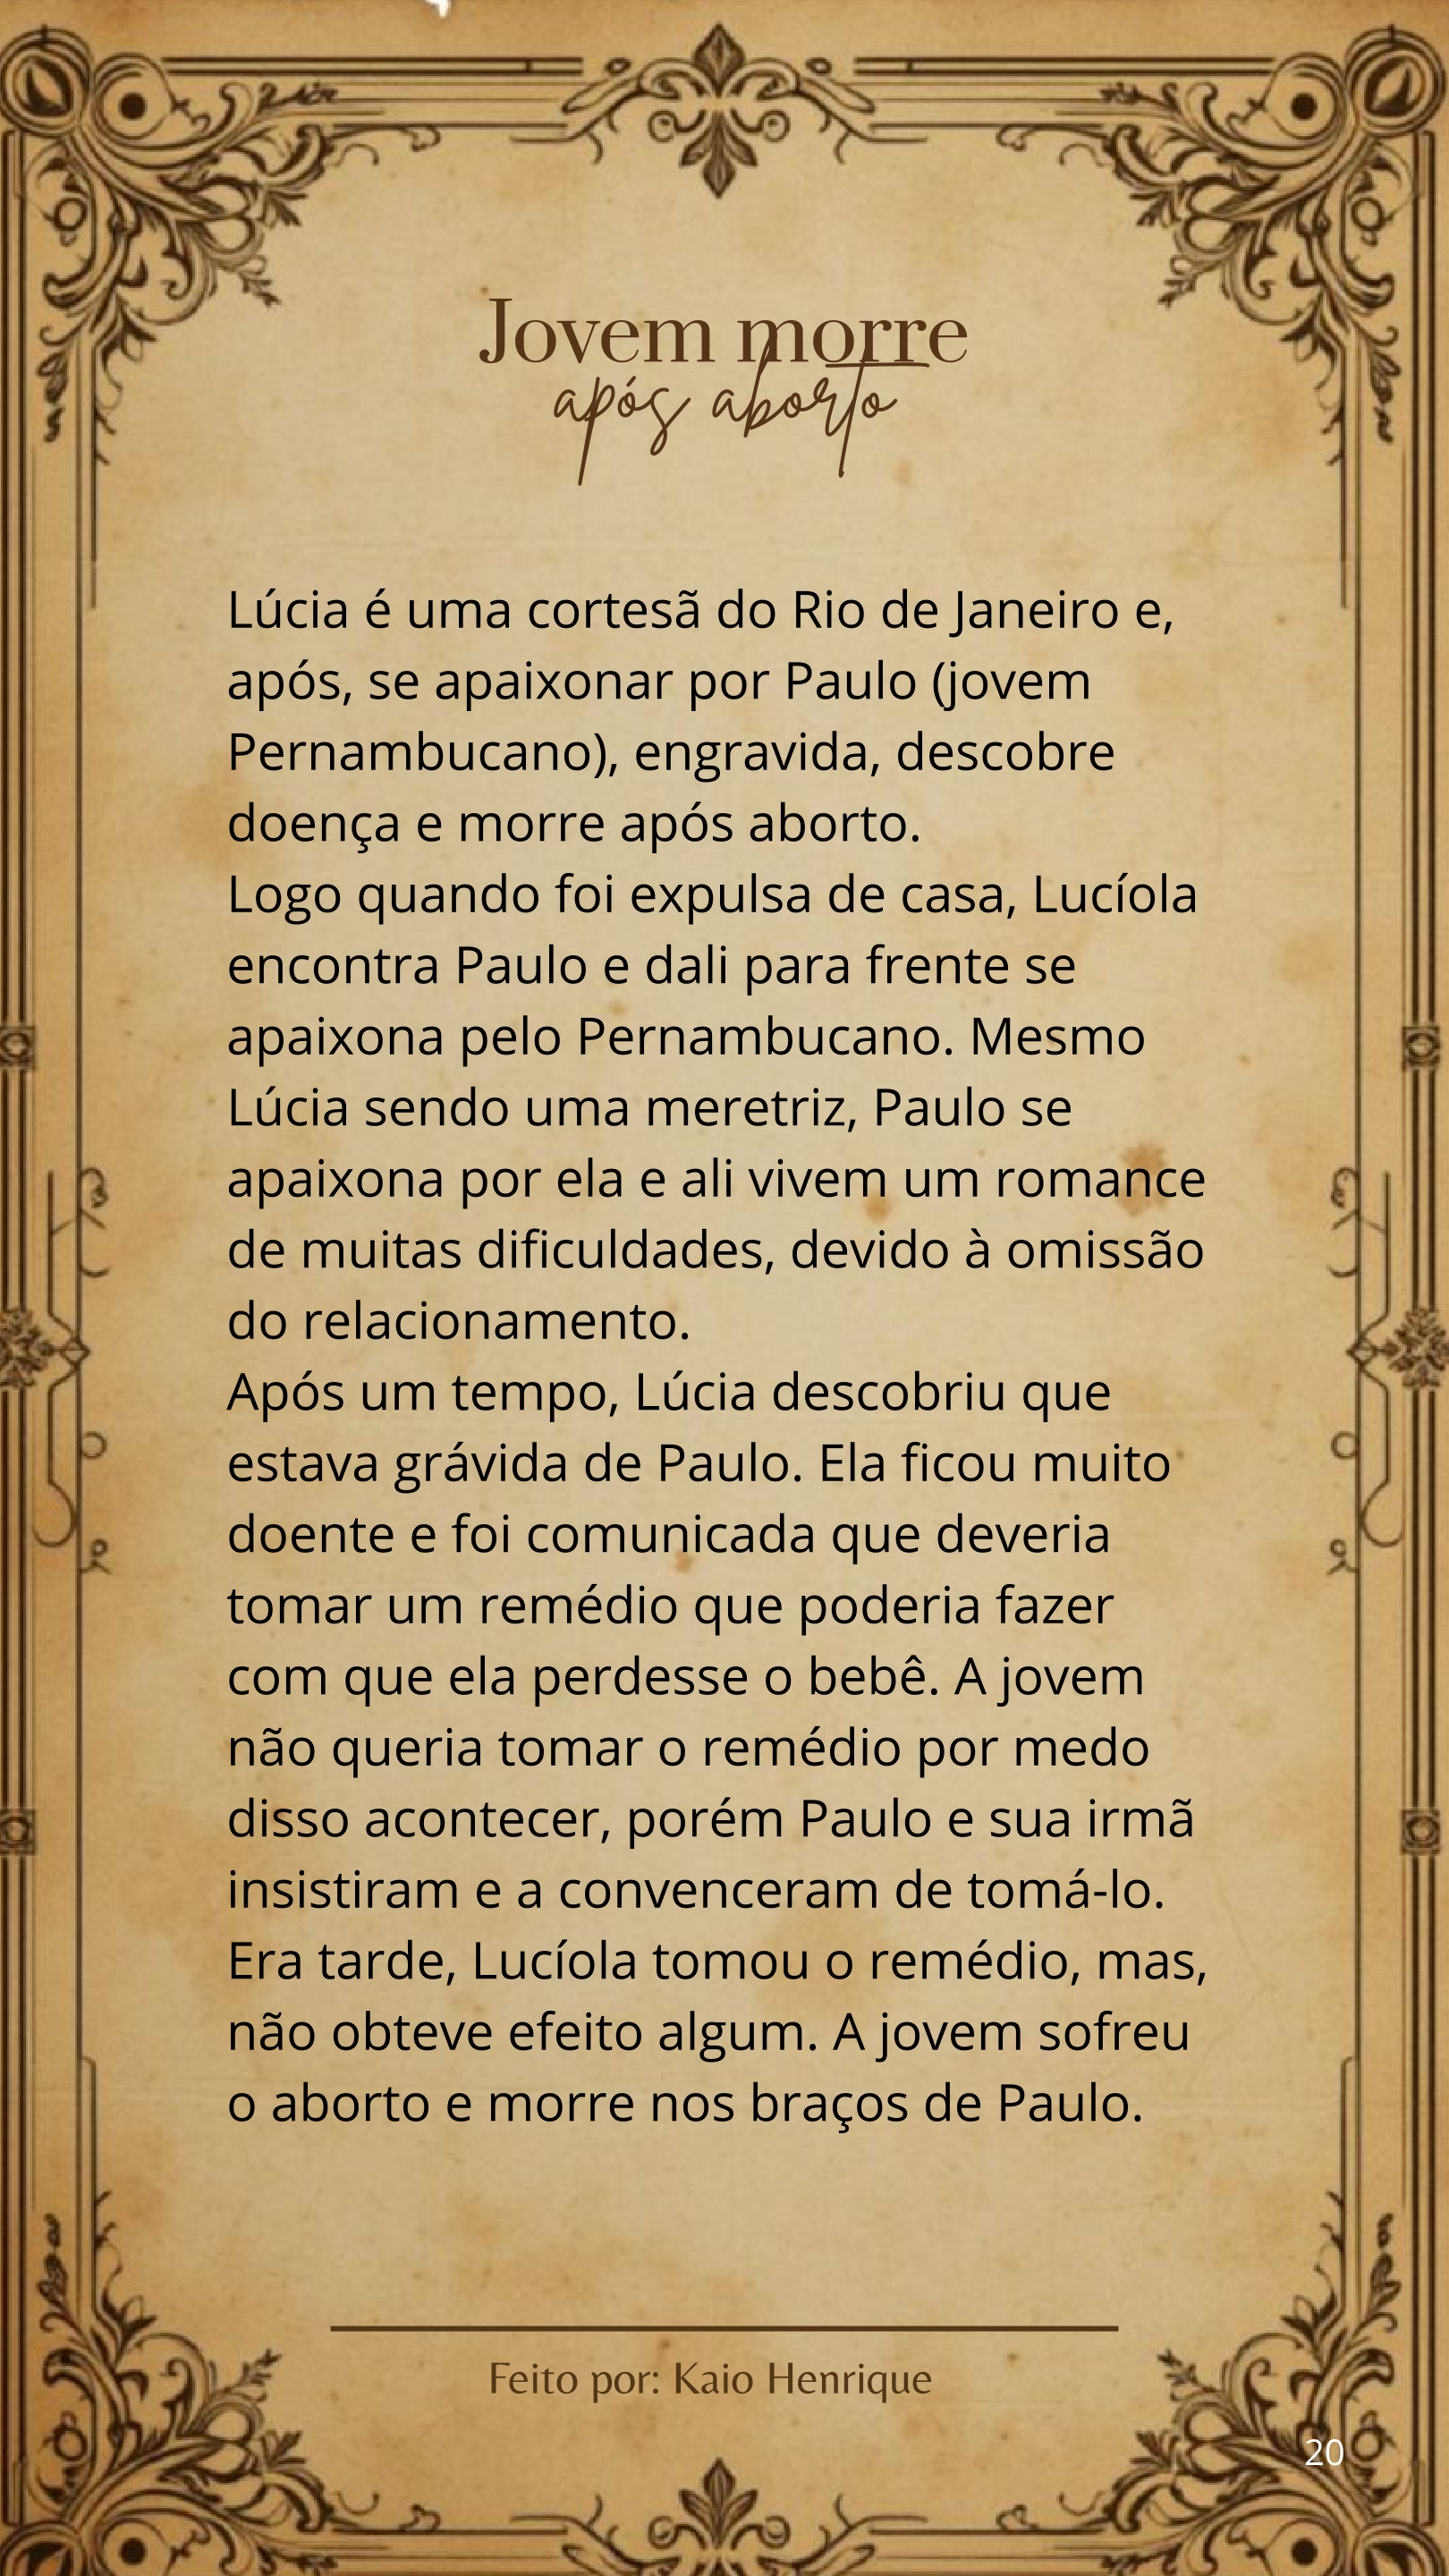 Jovem morre
após aborto
Lúcia é uma cortesã do Rio de Janeiro e,
após, se apaixonar por Paulo (jovem
Pernambucano), engravida, descobre
doença e morre após aborto.
Logo quando foi expulsa de casa, Lucíola
encontra Paulo e dali para frente se
apaixona pelo Pernambucano. Mesmo
Lúcia sendo uma meretriz, Paulo se
apaixona por ela e ali vivem um romance
de muitas dificuldades, devido à omissão
do relacionamento.
Após um tempo, Lúcia descobriu que
estava grávida de Paulo. Ela ficou muito
doente e foi comunicada que deveria
tomar um remédio que poderia fazer
com que ela perdesse o bebê. A jovem
não queria tomar o remédio por medo
disso acontecer, porém Paulo e sua irmã
insistiram e a convenceram de tomá-lo.
Era tarde, Lucíola tomou o remédio, mas,
não obteve efeito algum. A jovem sofreu
o aborto e morre nos braços de Paulo.
Feito por: Kaio Henrique
20